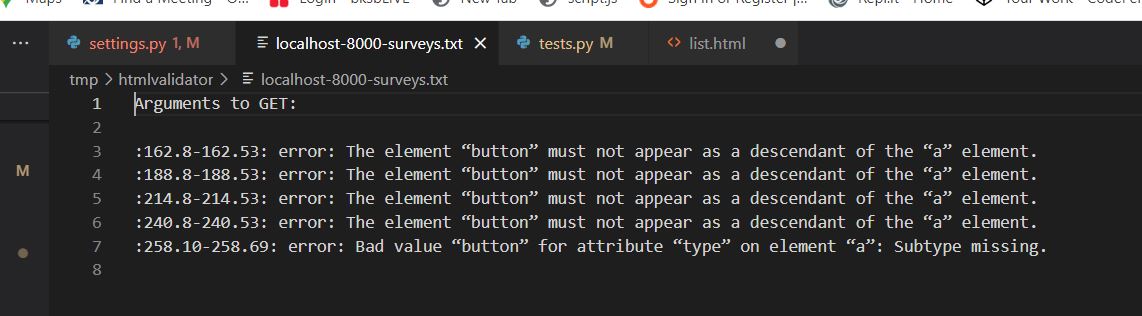 Maps Find a Meeting - O Login - bksbLIVE New Tab script.js Sign in or Register |... Repl.it - Home Your Work - CodePen
··· settings.py 1, M localhost-8000-surveys.txt tests.py M list.html
tmp > htmlvalidator > localhost-8000-surveys.txt
1 Arguments to GET:
2
3 :162.8-162.53: error: The element “button” must not appear as a descendant of the “a” element.
M
4 :188.8-188.53: error: The element “button” must not appear as a descendant of the “a” element.
5 :214.8-214.53: error: The element “button” must not appear as a descendant of the “a” element.
6 :240.8-240.53: error: The element “button” must not appear as a descendant of the “a” element.
7 :258.10-258.69: error: Bad value “button” for attribute “type” on element “a”: Subtype missing.
8